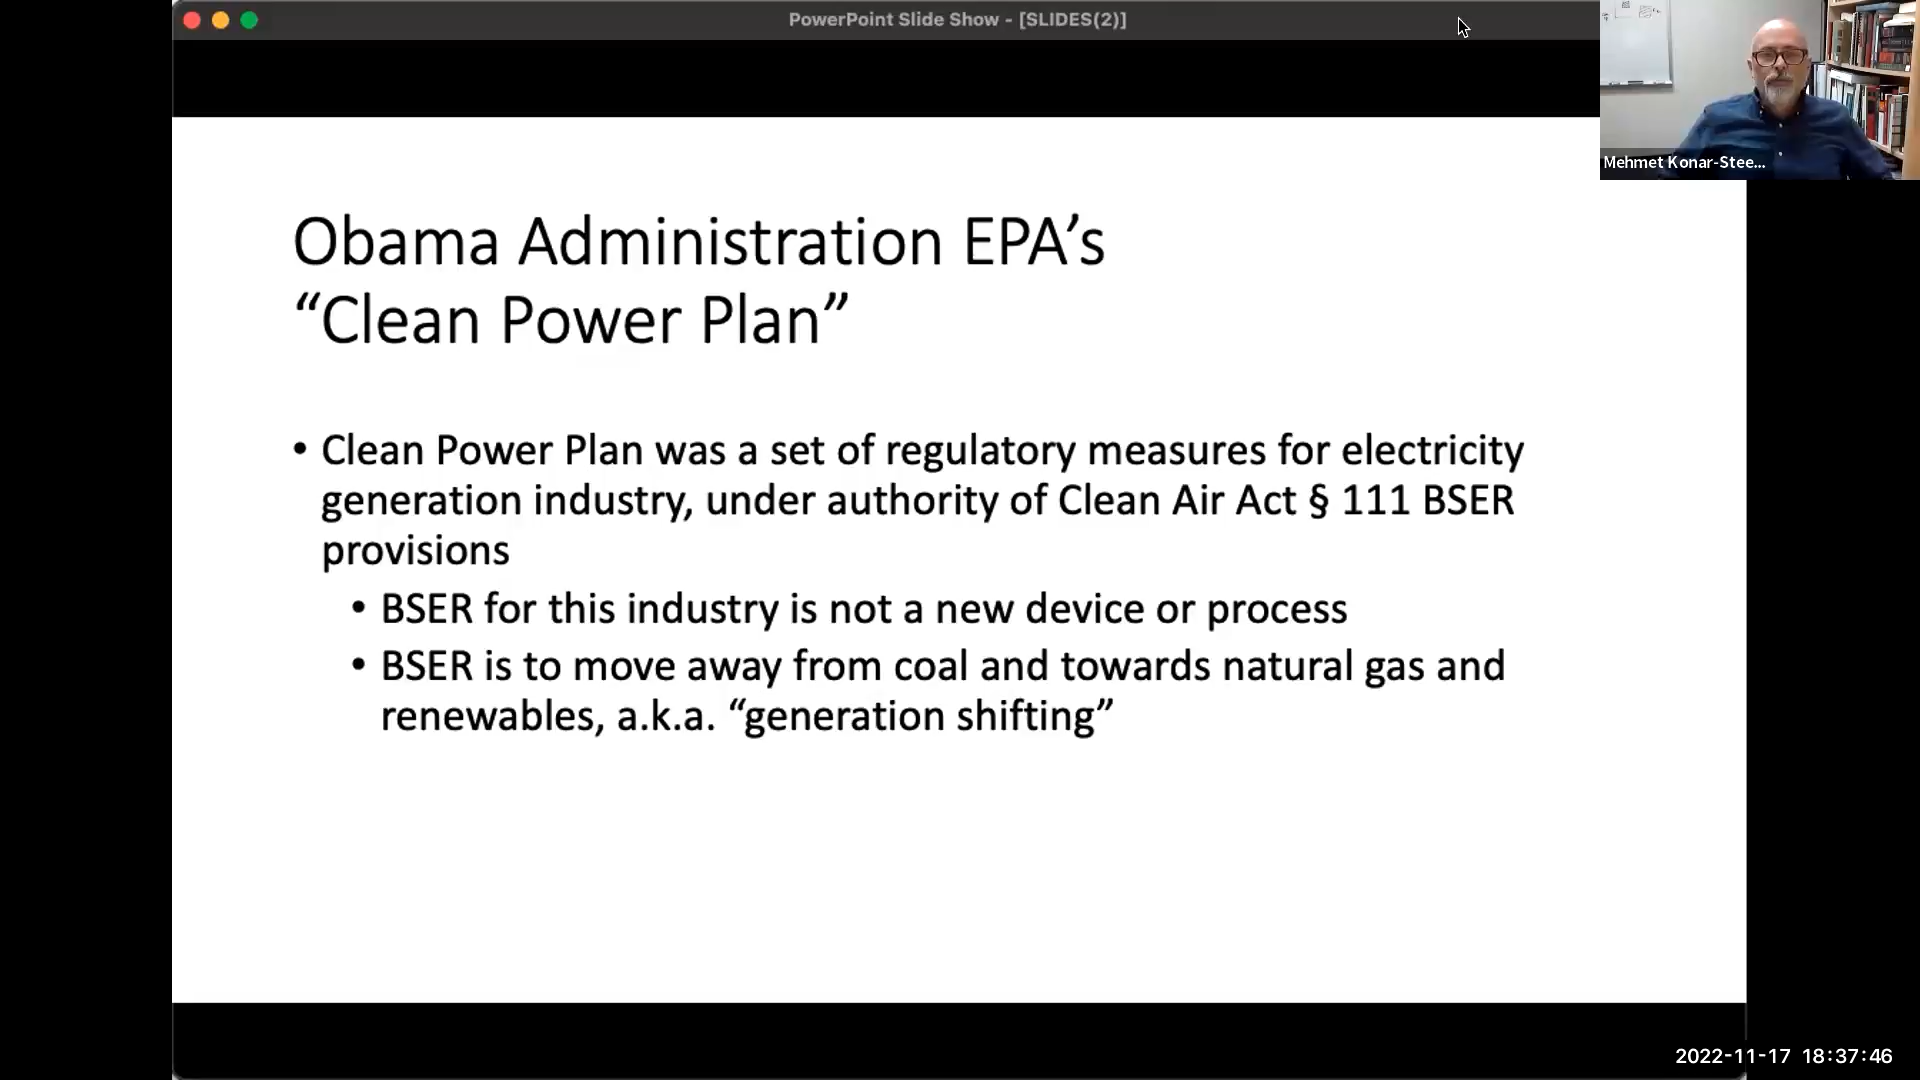 PowerPoint Slide Show - [SLIDES(2)]
Mehmet Konar-Stee...
Obama Administration EPA’s
“Clean Power Plan”
• Clean Power Plan was a set of regulatory measures for electricity
generation industry, under authority of Clean Air Act § 111 BSER
provisions
• BSER for this industry is not a new device or process
• BSER is to move away from coal and towards natural gas and
renewables, a.k.a. “generation shifting”
2022-11-17 18:37:46